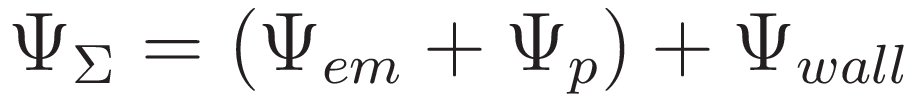 Ψ_Σ = (Ψ_em + Ψ_p) + Ψ_wall